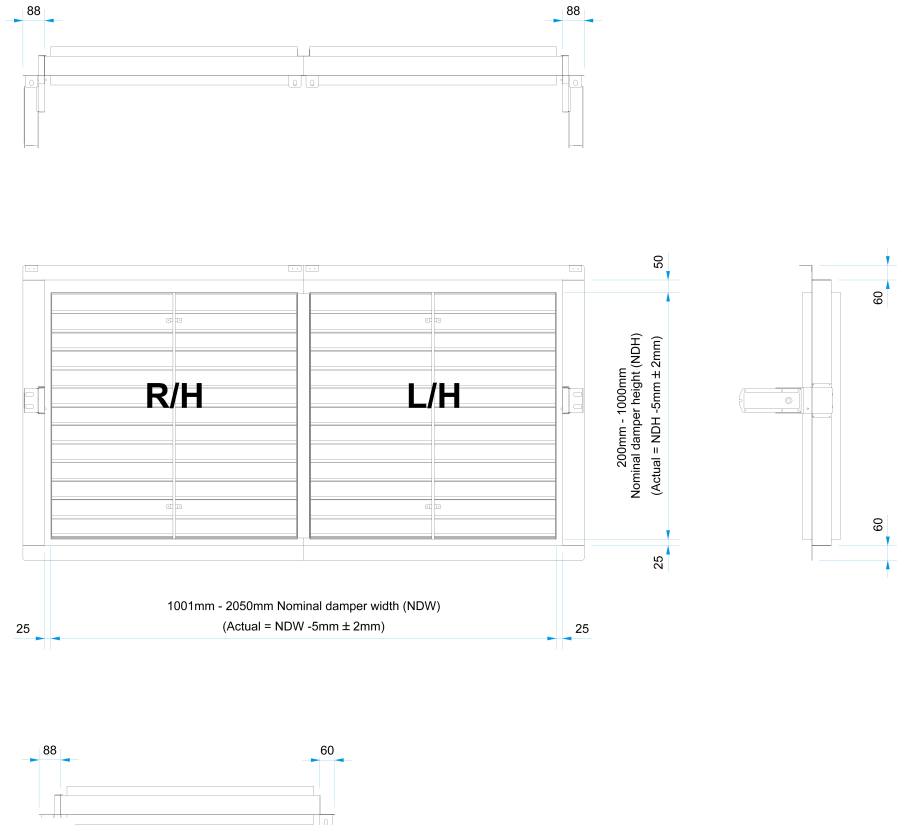 88
88
50
60
R/H
L/H
200mm - 1000mm
Nominal damper height (NDH)
(Actual = NDH -5mm ± 2mm)
60
25
1001mm - 2050mm Nominal damper width (NDW)
(Actual = NDW -5mm ± 2mm)
25
25
88
60